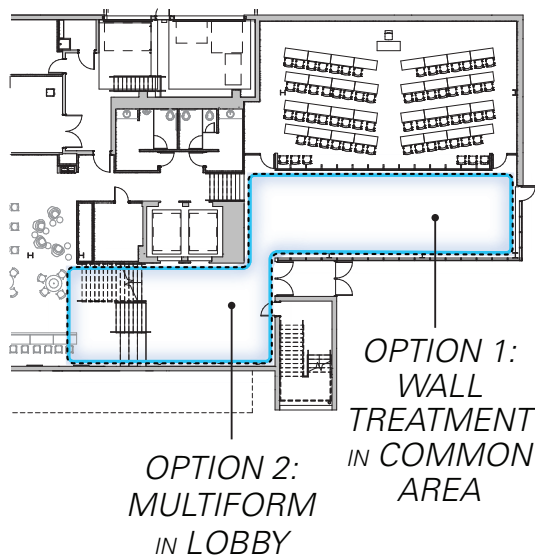 OPTION 1:
WALL
TREATMENT
IN COMMON
AREA
OPTION 2:
MULTIFORM
IN LOBBY